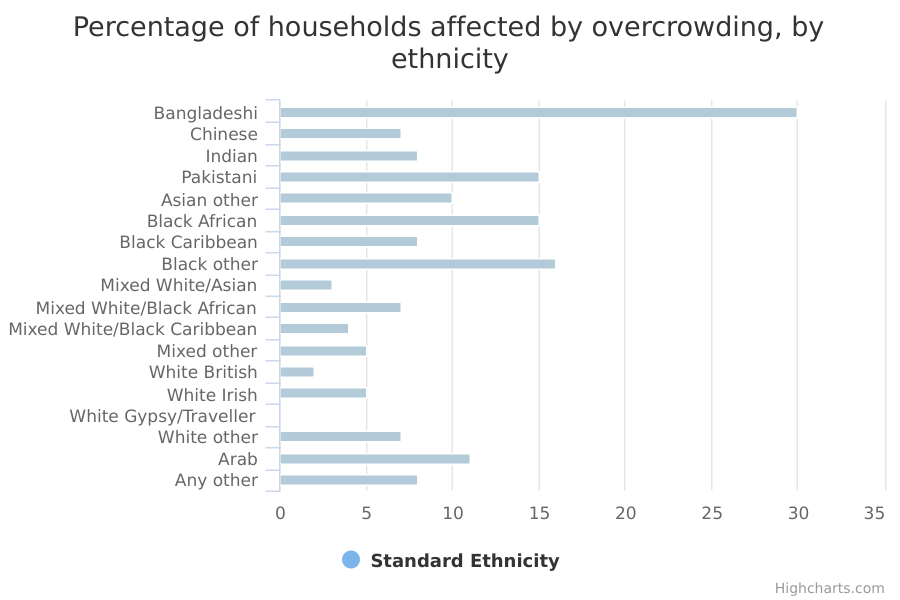 Percentage of households affected by overcrowding, by
ethnicity
Bangladeshi
Chinese
Indian
Pakistani
Asian other
Black African
Black Caribbean
Black other
Mixed White/Asian
Mixed White/Black African
Mixed White/Black Caribbean
Mixed other
White British
White Irish
White Gypsy/Traveller
White other
Arab
Any other
0 5 10 15 20 25 30 35
Standard Ethnicity
Highcharts.com